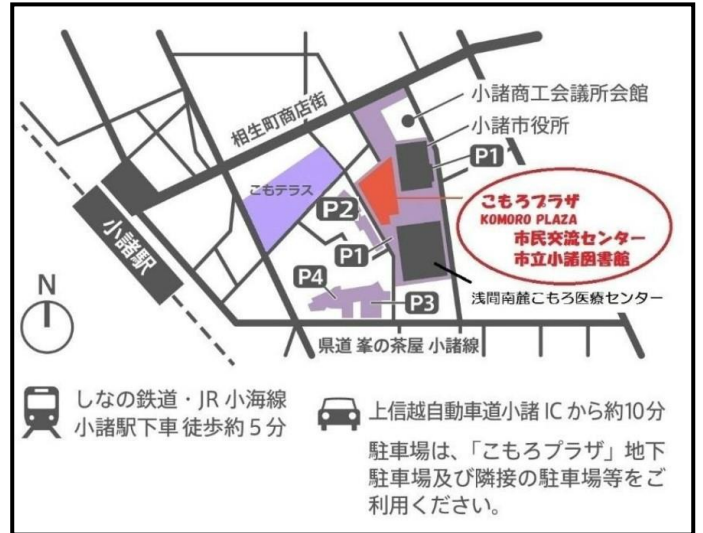 小諸商工会議所会館
小諸市役所
相生町商店街
P1
こもテラス
P2
こもろプラザ
KOMORO PLAZA
市民交流センター
市立小諸図書館
小諸駅
P1
P4
P3
浅間南麓こもろ医療センター
N
県道 峯の茶屋 小諸線
しなの鉄道・JR 小海線
小諸駅下車 徒歩約5分
上信越自動車道小諸 IC から約10分
駐車場は、「こもろプラザ」地下
駐車場及び隣接の駐車場等をご
利用ください。